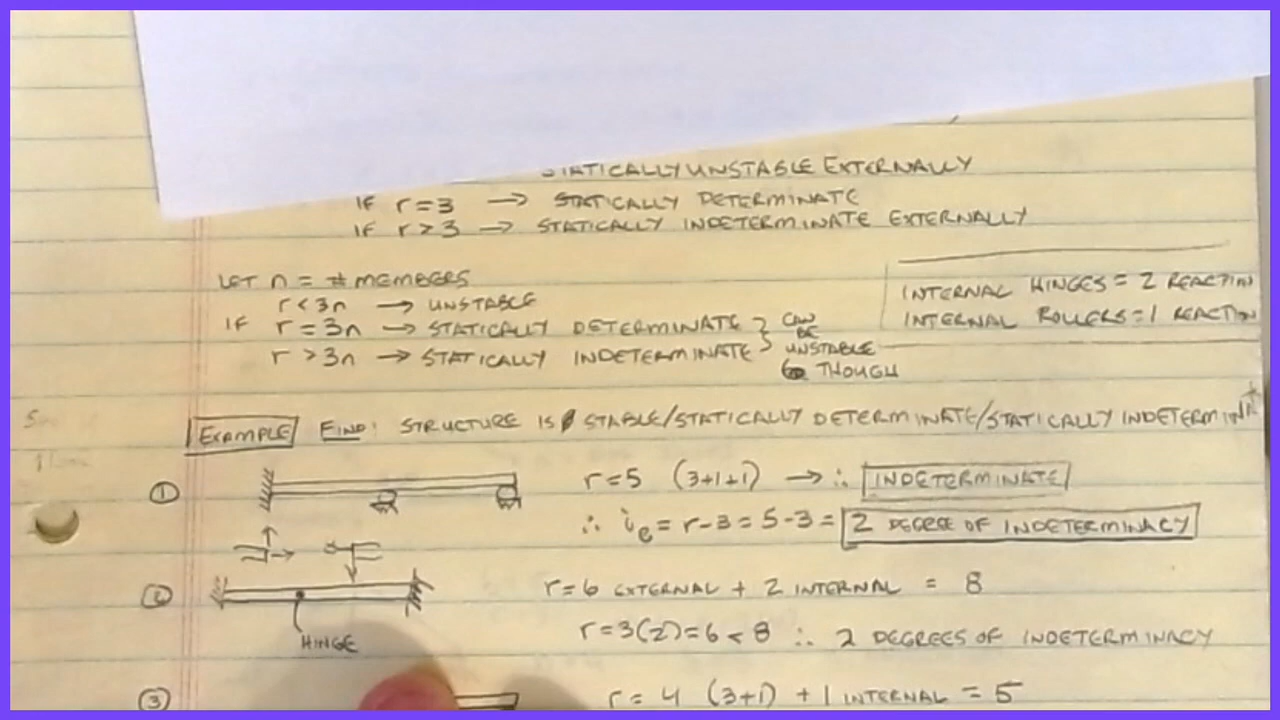 STATICALLY UNSTABLE EXTERNALLY
IF r = 3 → STATICALLY DETERMINATE
IF r > 3 → STATICALLY INDETERMINATE EXTERNALLY
LET n = # MEMBERS
r < 3n → UNSTABLE
IF r = 3n → STATICALLY DETERMINATE } CAN BE
r > 3n → STATICALLY INDETERMINATE } UNSTABLE
THOUGH
INTERNAL HINGES = 2 REACTION
INTERNAL ROLLERS = 1 REACTION
EXAMPLE FIND: STRUCTURE IS STABLE/STATICALLY DETERMINATE/STATICALLY INDETERMINAT
① r = 5 (3+1+1) → ∴ INDETERMINATE
∴ ie = r-3 = 5-3 = 2 DEGREE OF INDETERMINACY
② r = 6 EXTERNAL + 2 INTERNAL = 8
HINGE
r = 3(2) = 6 < 8 ∴ 2 DEGREES OF INDETERMINACY
③ r = 4 (3+1) + 1 INTERNAL = 5